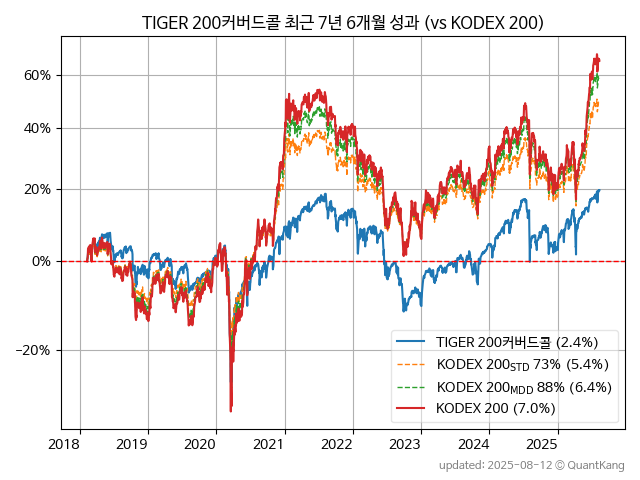 TIGER 200커버드콜 최근 7년 6개월 성과 (vs KODEX 200)
60%
40%
20%
0%
−20%
TIGER 200커버드콜 (2.4%)
KODEX 200STD 73% (5.4%)
KODEX 200MDD 88% (6.4%)
KODEX 200 (7.0%)
2018 2019 2020 2021 2022 2023 2024 2025
updated: 2025-08-12 © QuantKang